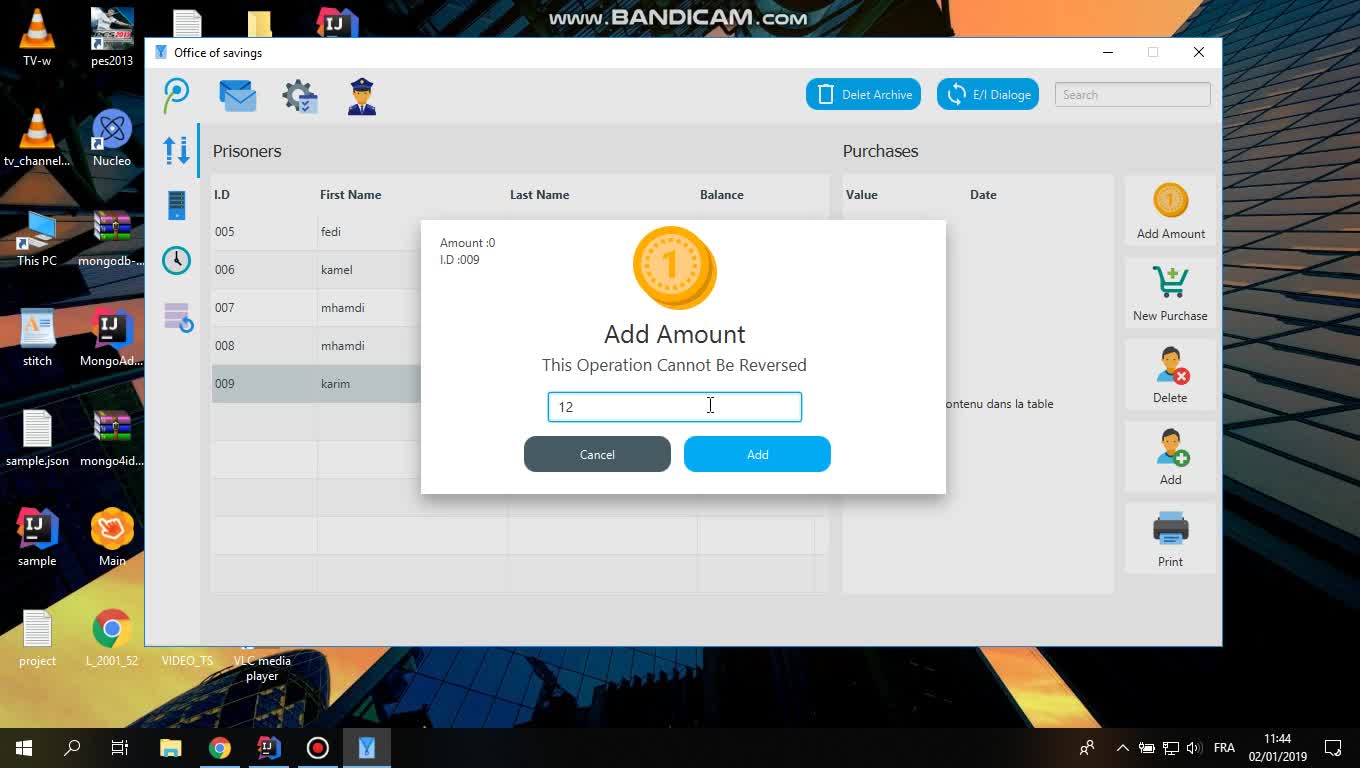 www.BANDICAM.com
TV-w
pes2013
tv_channel...
Nucleo
This PC
mongodb-...
stitch
MongoAd...
sample.json
mongo4id...
sample
Main
project
L_2001_52
VIDEO_TS
VLC media
player
Office of savings
Delet Archive
E/I Dialoge
Search
Prisoners
I.D
First Name
Last Name
Balance
005
fedi
006
kamel
007
mhamdi
008
mhamdi
009
karim
Purchases
Value
Date
ontenu dans la table
Add Amount
New Purchase
Delete
Add
Print
Amount :0
I.D :009
1
Add Amount
This Operation Cannot Be Reversed
12
Cancel
Add
FRA
11:44
02/01/2019